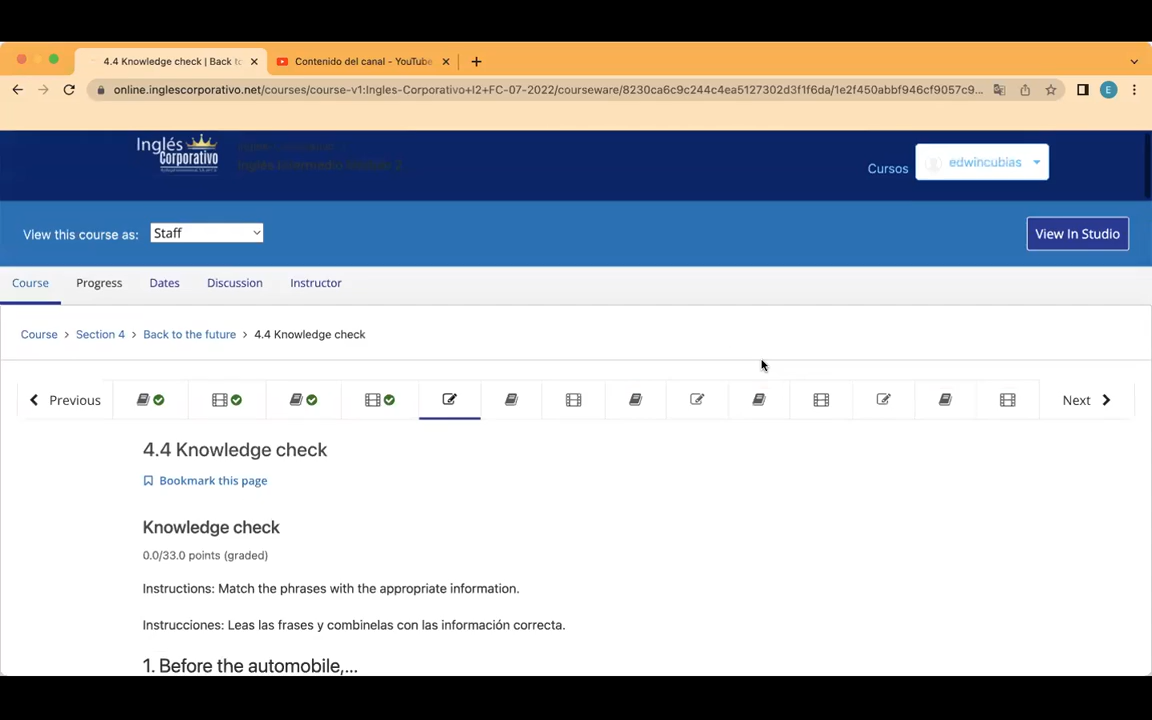 4.4 Knowledge check | Back to
Contenido del canal - YouTube
online.inglescorporativo.net/courses/course-v1:Ingles-Corporativo+I2+FC-07-2022/courseware/8230ca6c9c244c4ea5127302d3f1f6da/1e2f450abbf946cf9057c9...
E
Inglés
Corporativo
Cursos
edwincubias
View this course as:
Staff
View In Studio
Course
Progress
Dates
Discussion
Instructor
Course > Section 4 > Back to the future > 4.4 Knowledge check
Previous
Next
4.4 Knowledge check
Bookmark this page
Knowledge check
0.0/33.0 points (graded)
Instructions: Match the phrases with the appropriate information.
Instrucciones: Leas las frases y combinelas con las información correcta.
1. Before the automobile,...